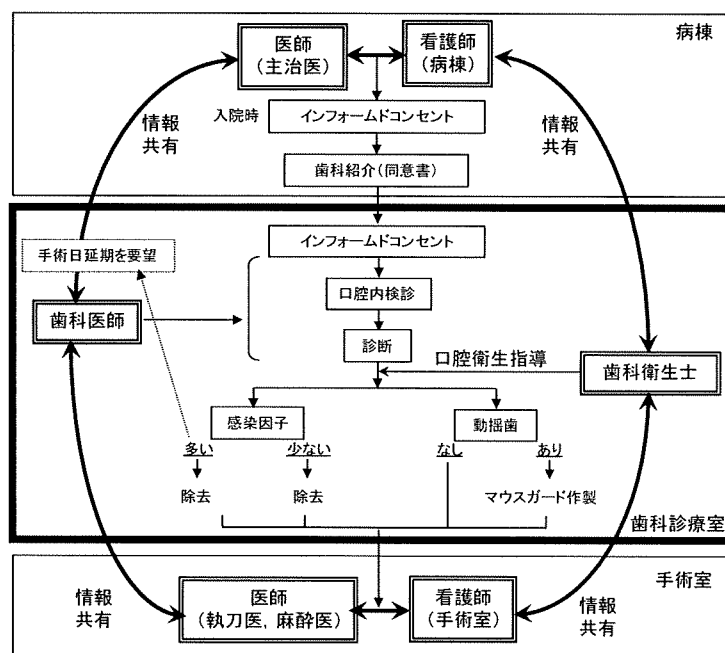 病棟
医師
(主治医)
看護師
(病棟)
入院時
インフォームドコンセント
情報
共有
情報
共有
歯科紹介(同意書)
インフォームドコンセント
手術日延期を要望
口腔内検診
歯科医師
診断
口腔衛生指導
歯科衛生士
感染因子
動揺歯
多い
少ない
なし
あり
除去
除去
マウスガード作製
歯科診療室
手術室
医師
(執刀医, 麻酔医)
看護師
(手術室)
情報
共有
情報
共有